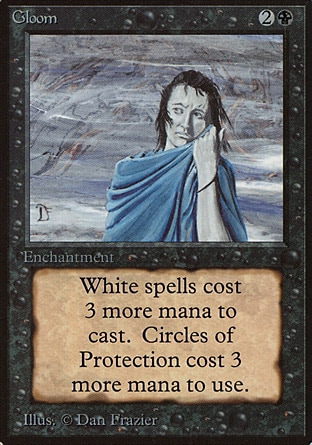 Gloom 2
Enchantment
White spells cost
3 more mana to
cast. Circles of
Protection cost 3
more mana to use.
Illus. © Dan Frazier